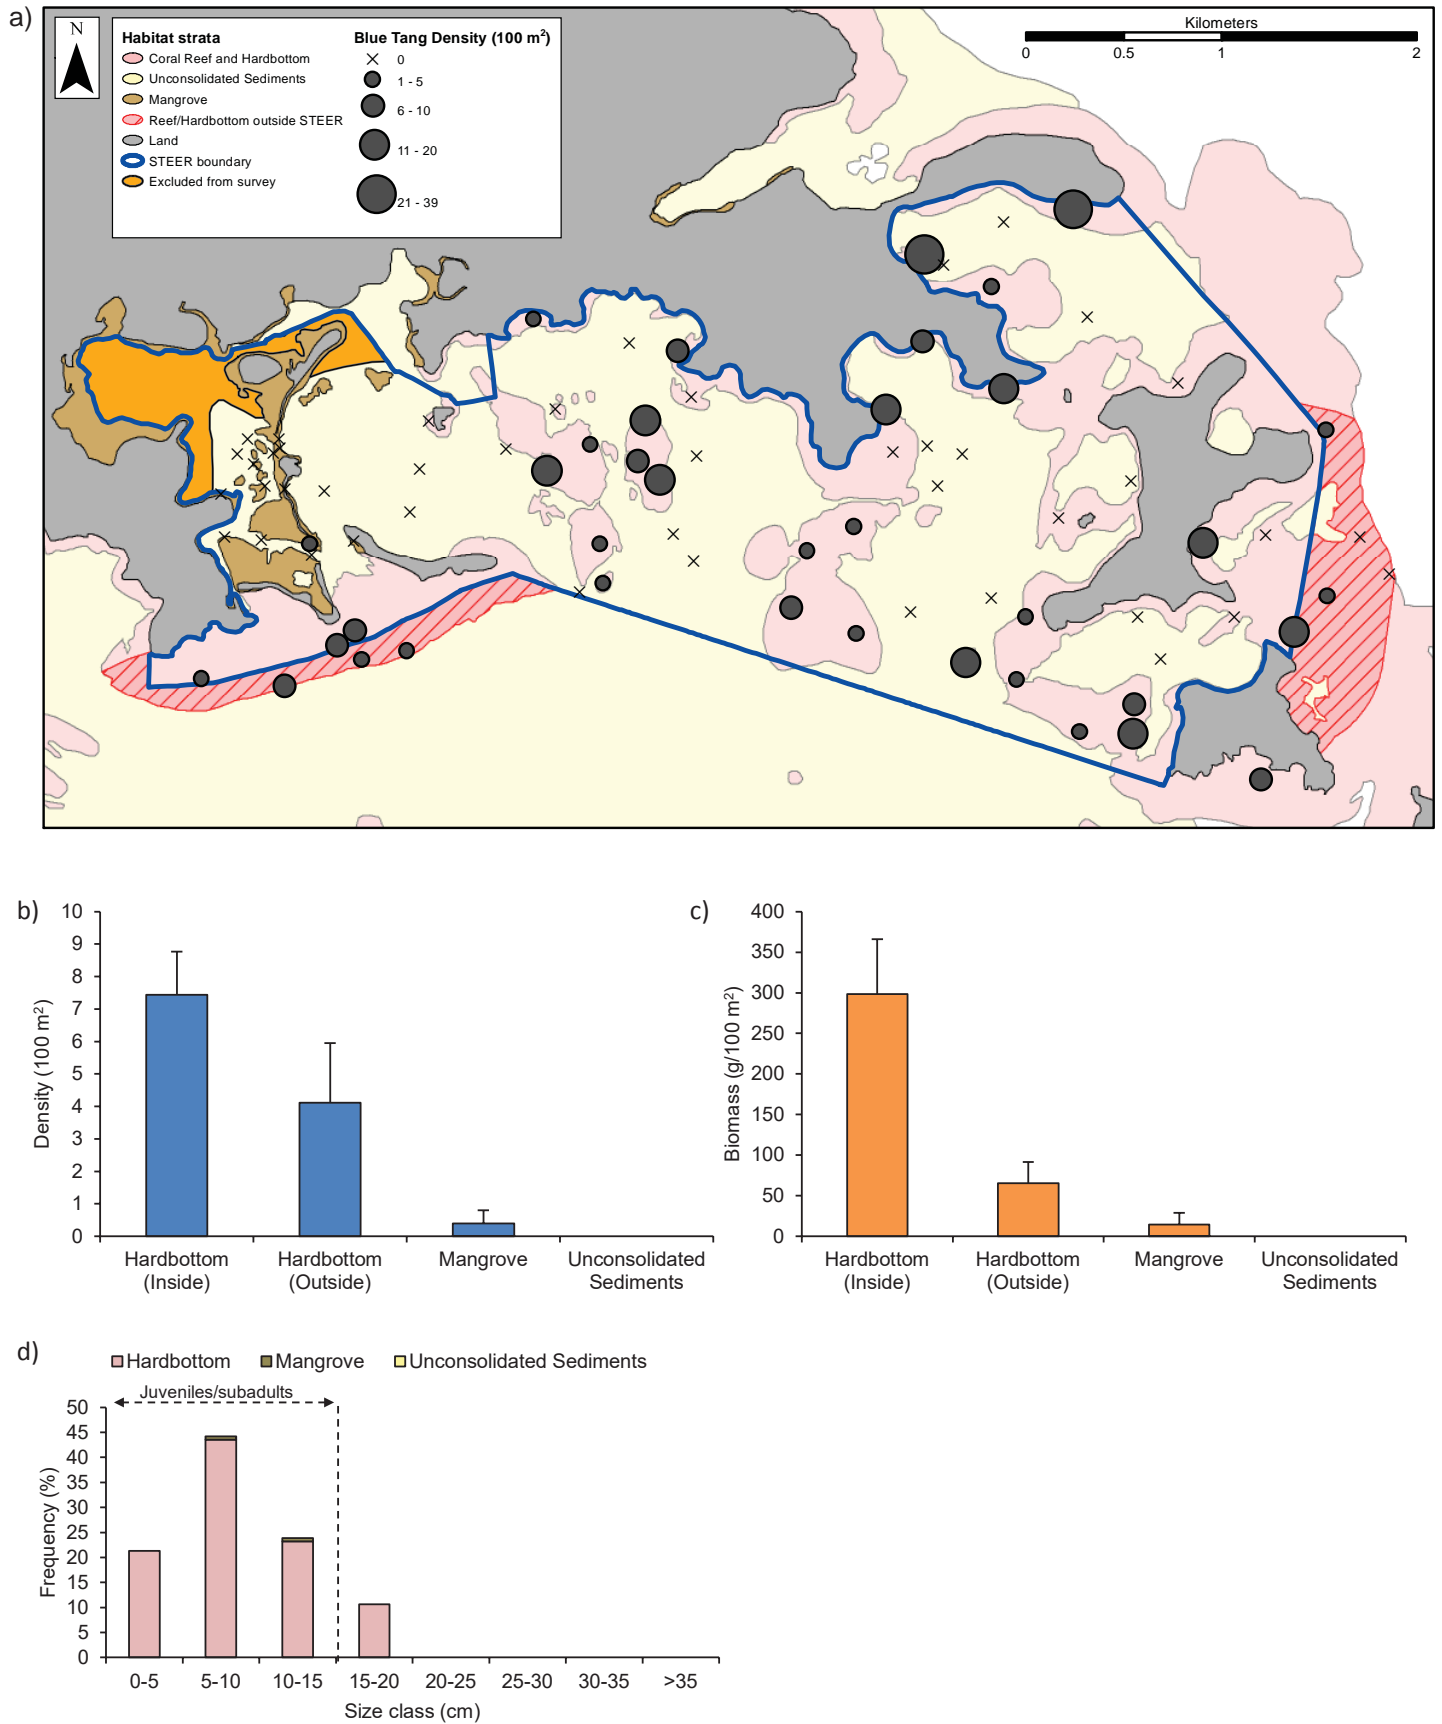 a)
N
Habitat strata
Coral Reef and Hardbottom
Unconsolidated Sediments
Mangrove
Reef/Hardbottom outside STEER
Land
STEER boundary
Excluded from survey
Blue Tang Density (100 m²)
0
1 - 5
6 - 10
11 - 20
21 - 39
Kilometers
0 0.5 1 2
b)
Density (100 m²)
10
9
8
7
6
5
4
3
2
1
0
Hardbottom (Inside)
Hardbottom (Outside)
Mangrove
Unconsolidated Sediments
c)
Biomass (g/100 m²)
400
350
300
250
200
150
100
50
0
Hardbottom (Inside)
Hardbottom (Outside)
Mangrove
Unconsolidated Sediments
d)
Hardbottom Mangrove Unconsolidated Sediments
Juveniles/subadults
Frequency (%)
50
45
40
35
30
25
20
15
10
5
0
0-5 5-10 10-15 15-20 20-25 25-30 30-35 >35
Size class (cm)